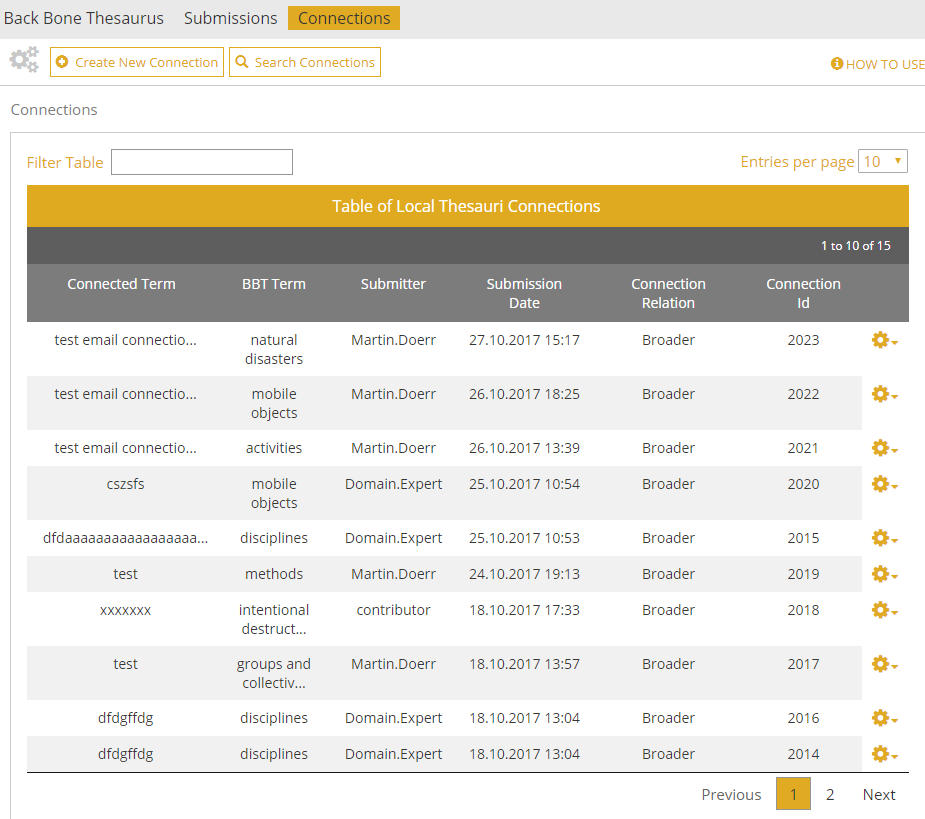 Back Bone Thesaurus Submissions Connections
Create New Connection Search Connections HOW TO USE
Connections
Filter Table Entries per page 10
Table of Local Thesauri Connections
1 to 10 of 15
Connected Term BBT Term Submitter Submission Date Connection Relation Connection Id
test email connectio... natural disasters Martin.Doerr 27.10.2017 15:17 Broader 2023
test email connectio... mobile objects Martin.Doerr 26.10.2017 18:25 Broader 2022
test email connectio... activities Martin.Doerr 26.10.2017 13:39 Broader 2021
cszsfs mobile objects Domain.Expert 25.10.2017 10:54 Broader 2020
dfdaaaaaaaaaaaaaaaaa... disciplines Domain.Expert 25.10.2017 10:53 Broader 2015
test methods Martin.Doerr 24.10.2017 19:13 Broader 2019
xxxxxxx intentional destruct... contributor 18.10.2017 17:33 Broader 2018
test groups and collectiv... Martin.Doerr 18.10.2017 13:57 Broader 2017
dfdgffdg disciplines Domain.Expert 18.10.2017 13:04 Broader 2016
dfdgffdg disciplines Domain.Expert 18.10.2017 13:04 Broader 2014
Previous 1 2 Next